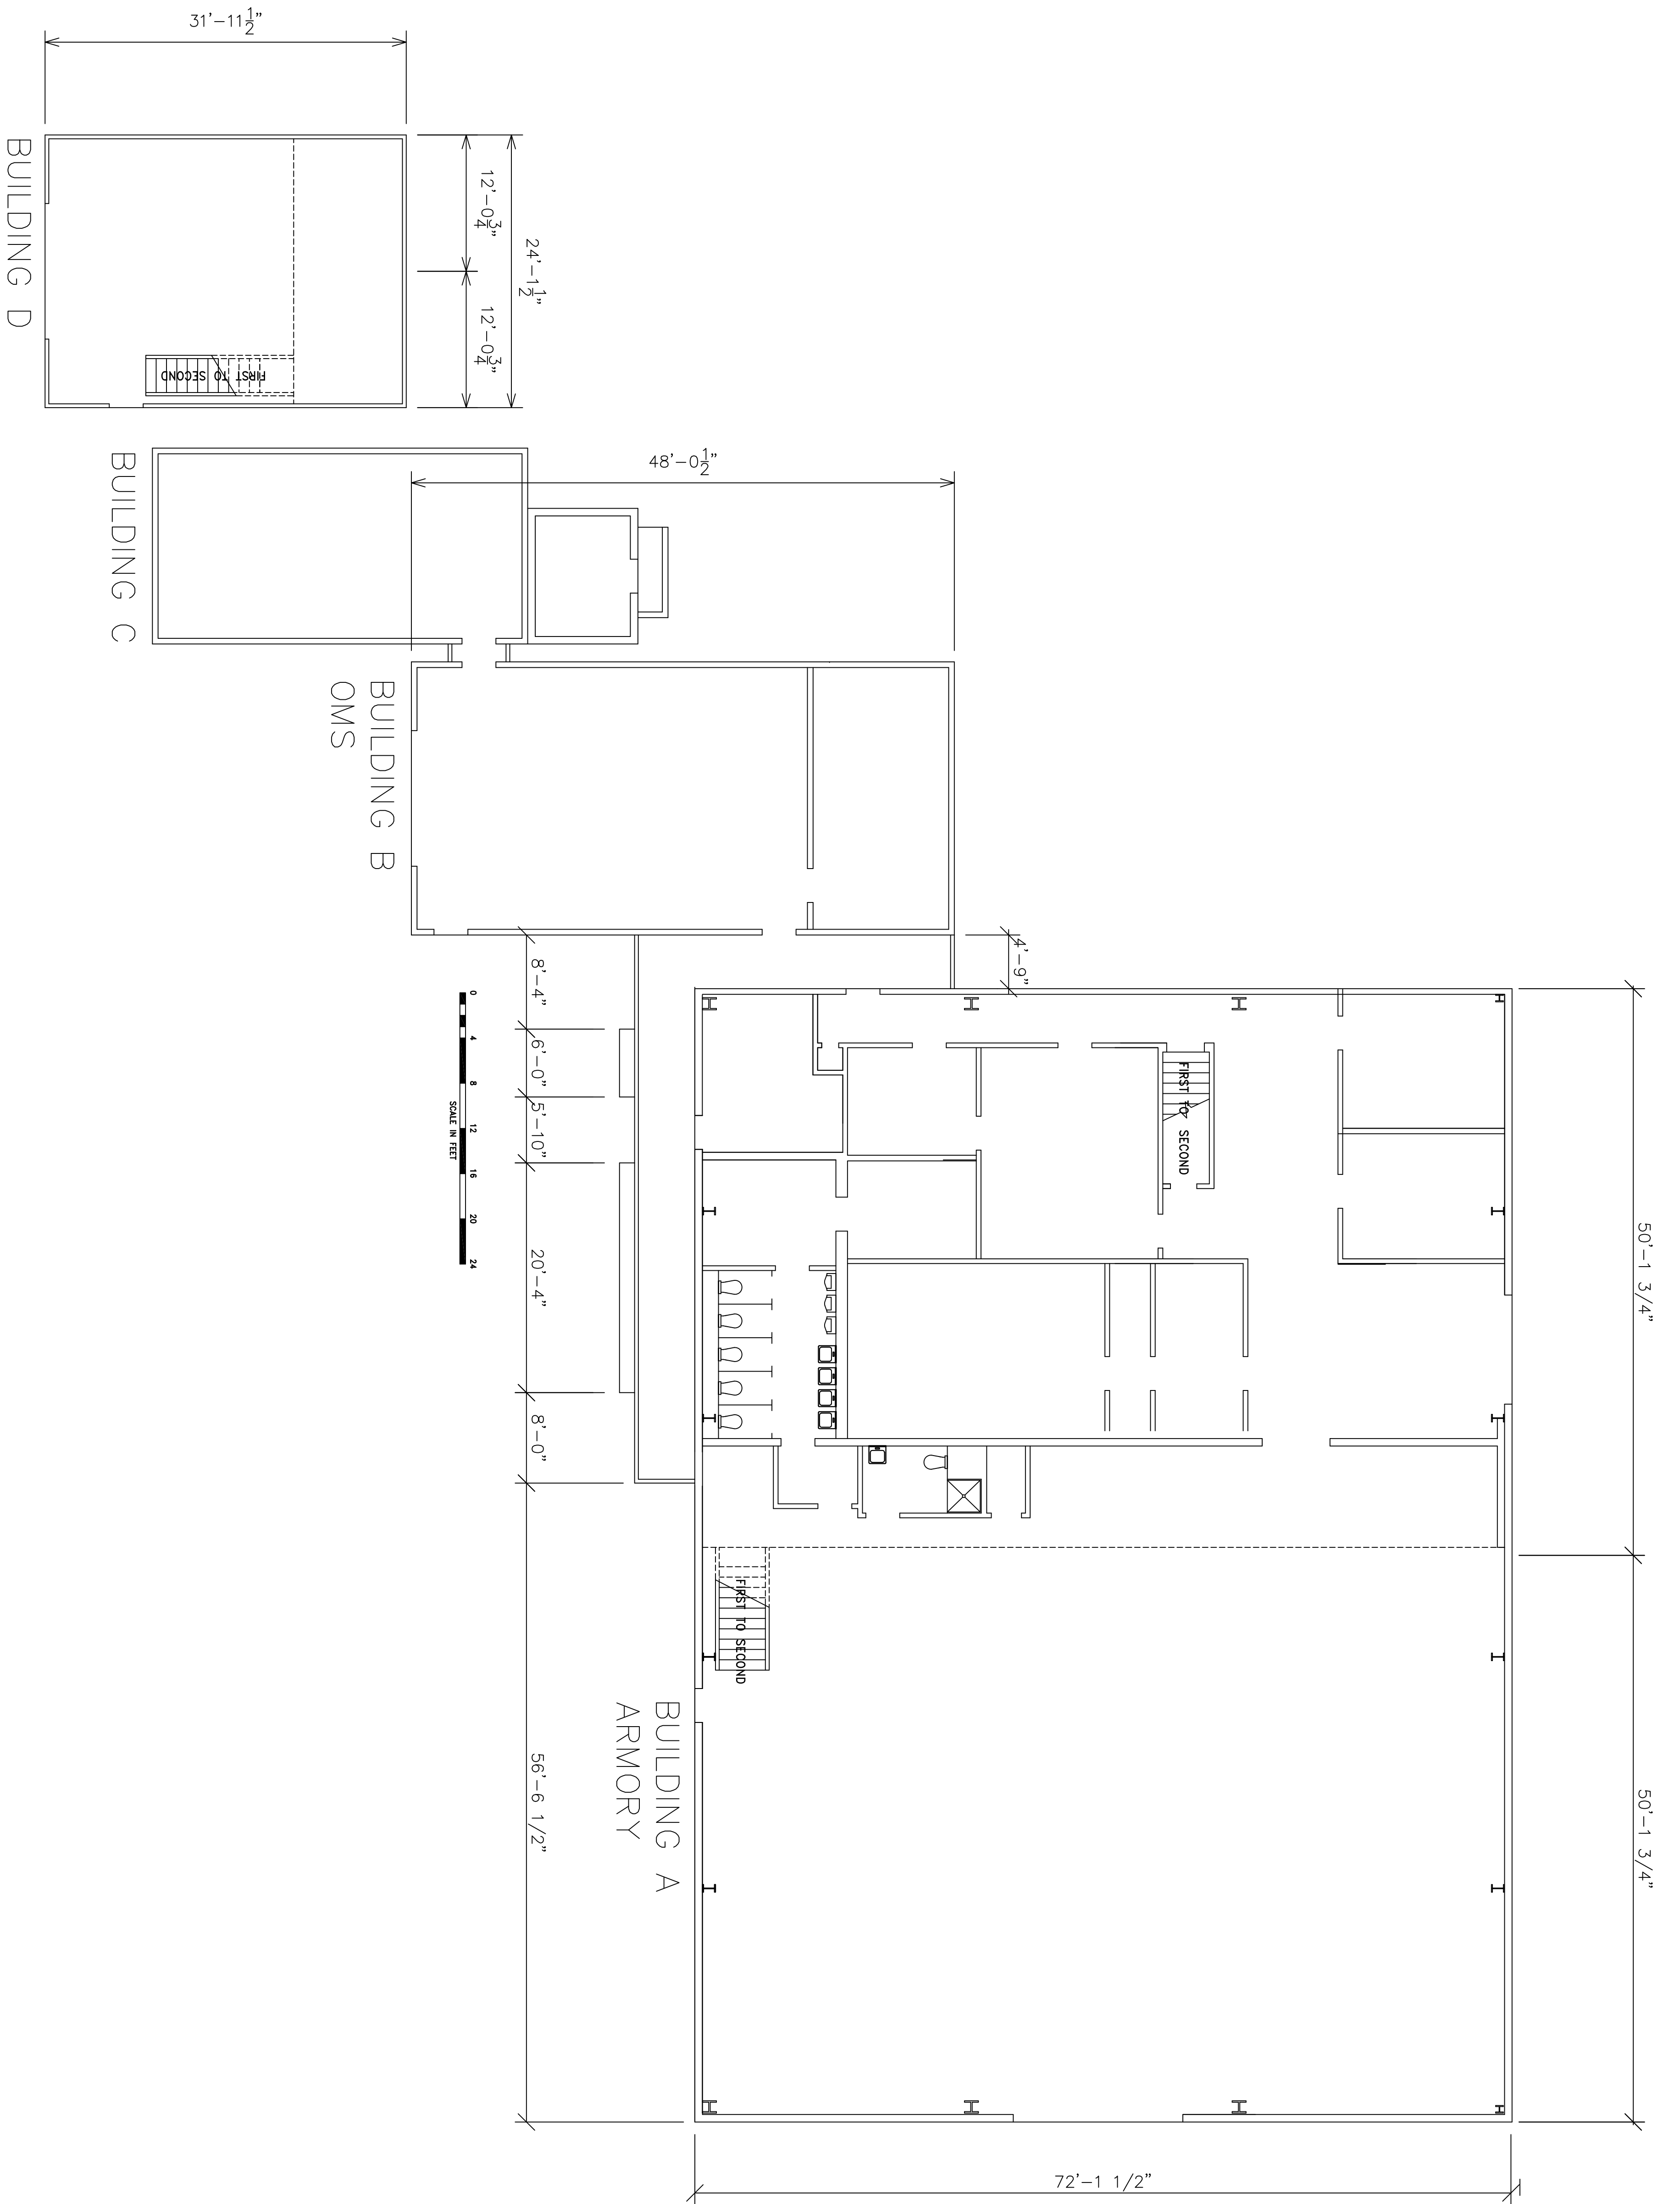 31'-11 1/2"
12'-0 3/4"
24'-1 1/2"
12'-0 3/4"
FIRST TO SECOND
BUILDING D
48'-0 1/2"
BUILDING C
BUILDING B
OMS
4'-9"
8'-4"
6'-0"
5'-10"
20'-4"
8'-0"
56'-6 1/2"
0 4 8 12 16 20 24
SCALE IN FEET
FIRST TO SECOND
50'-1 3/4"
50'-1 3/4"
FIRST TO SECOND
BUILDING A
ARMORY
72'-1 1/2"